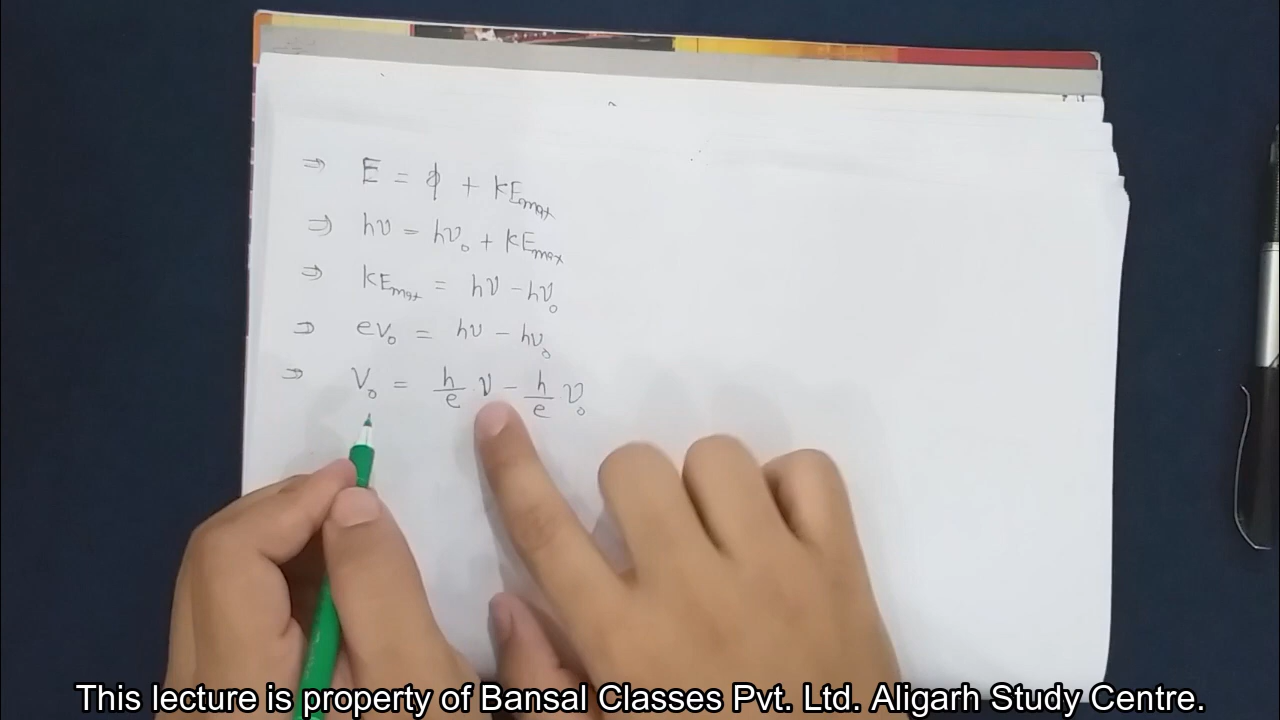 ⇒ E = φ + KEmax
⇒ hν = hν₀ + KEmax
⇒ KEmax = hν - hν₀
⇒ eV₀ = hν - hν₀
⇒ V₀ = h/e ν - h/e ν₀
This lecture is property of Bansal Classes Pvt. Ltd. Aligarh Study Centre.